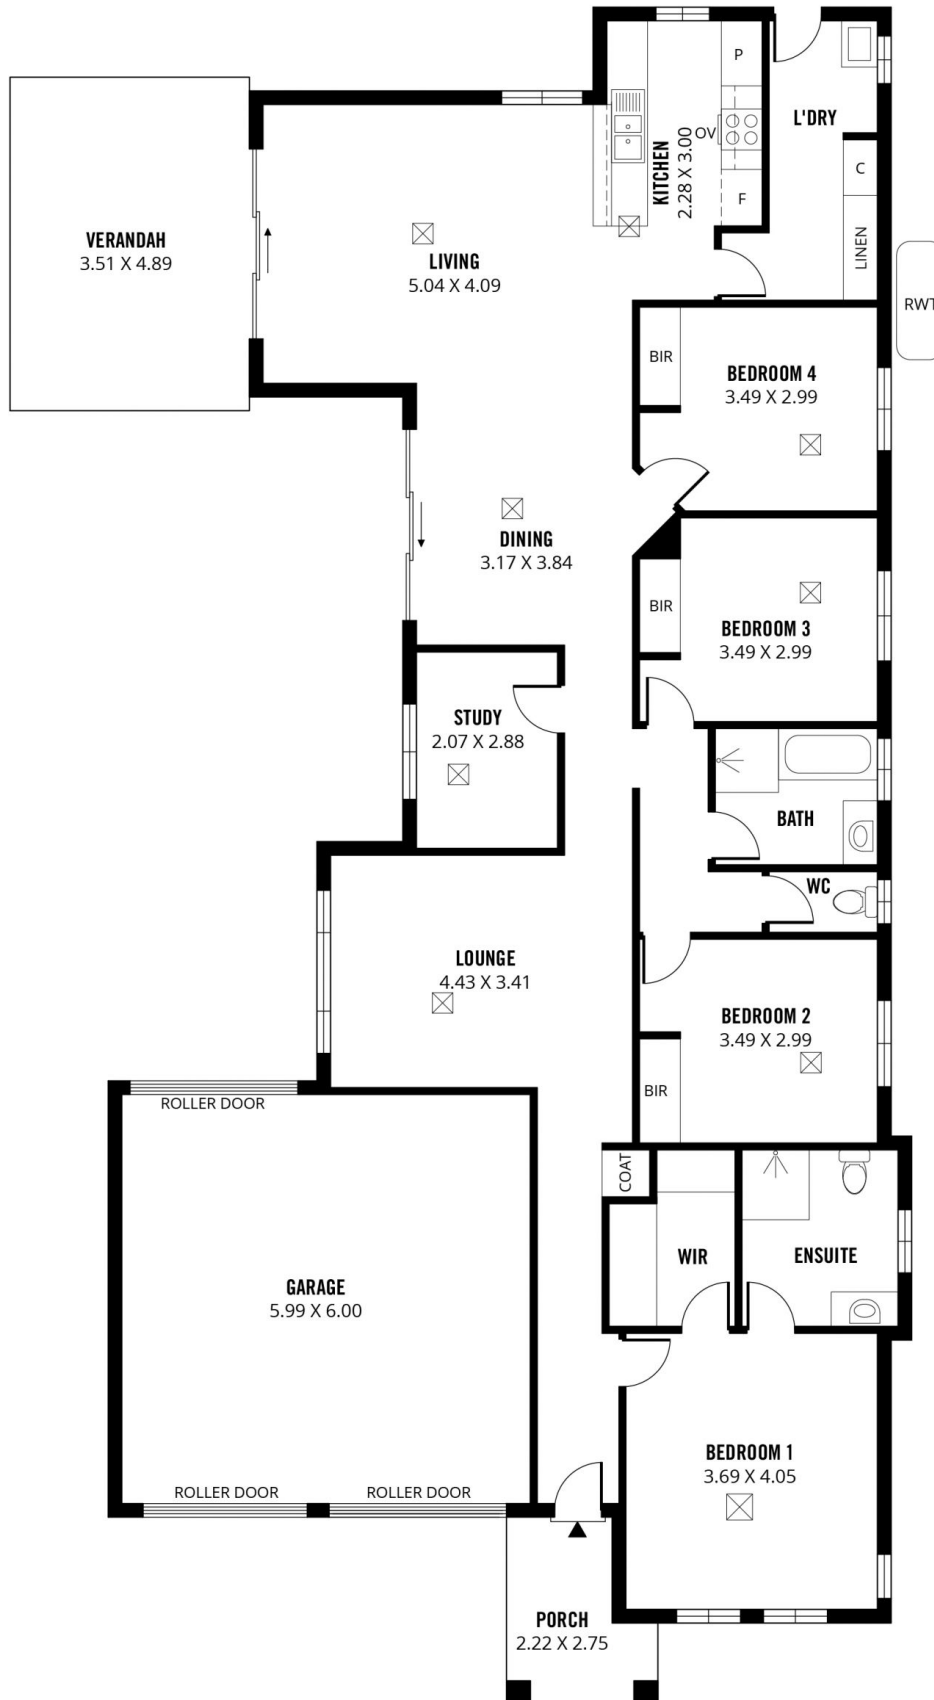 P
L'DRY
OV
KITCHEN
2.28 X 3.00
C
F
LINEN
VERANDAH
3.51 X 4.89
LIVING
5.04 X 4.09
RWT
BIR
BEDROOM 4
3.49 X 2.99
DINING
3.17 X 3.84
BIR
BEDROOM 3
3.49 X 2.99
STUDY
2.07 X 2.88
BATH
WC
LOUNGE
4.43 X 3.41
BEDROOM 2
3.49 X 2.99
BIR
ROLLER DOOR
COAT
WIR
ENSUITE
GARAGE
5.99 X 6.00
BEDROOM 1
3.69 X 4.05
ROLLER DOOR
ROLLER DOOR
PORCH
2.22 X 2.75